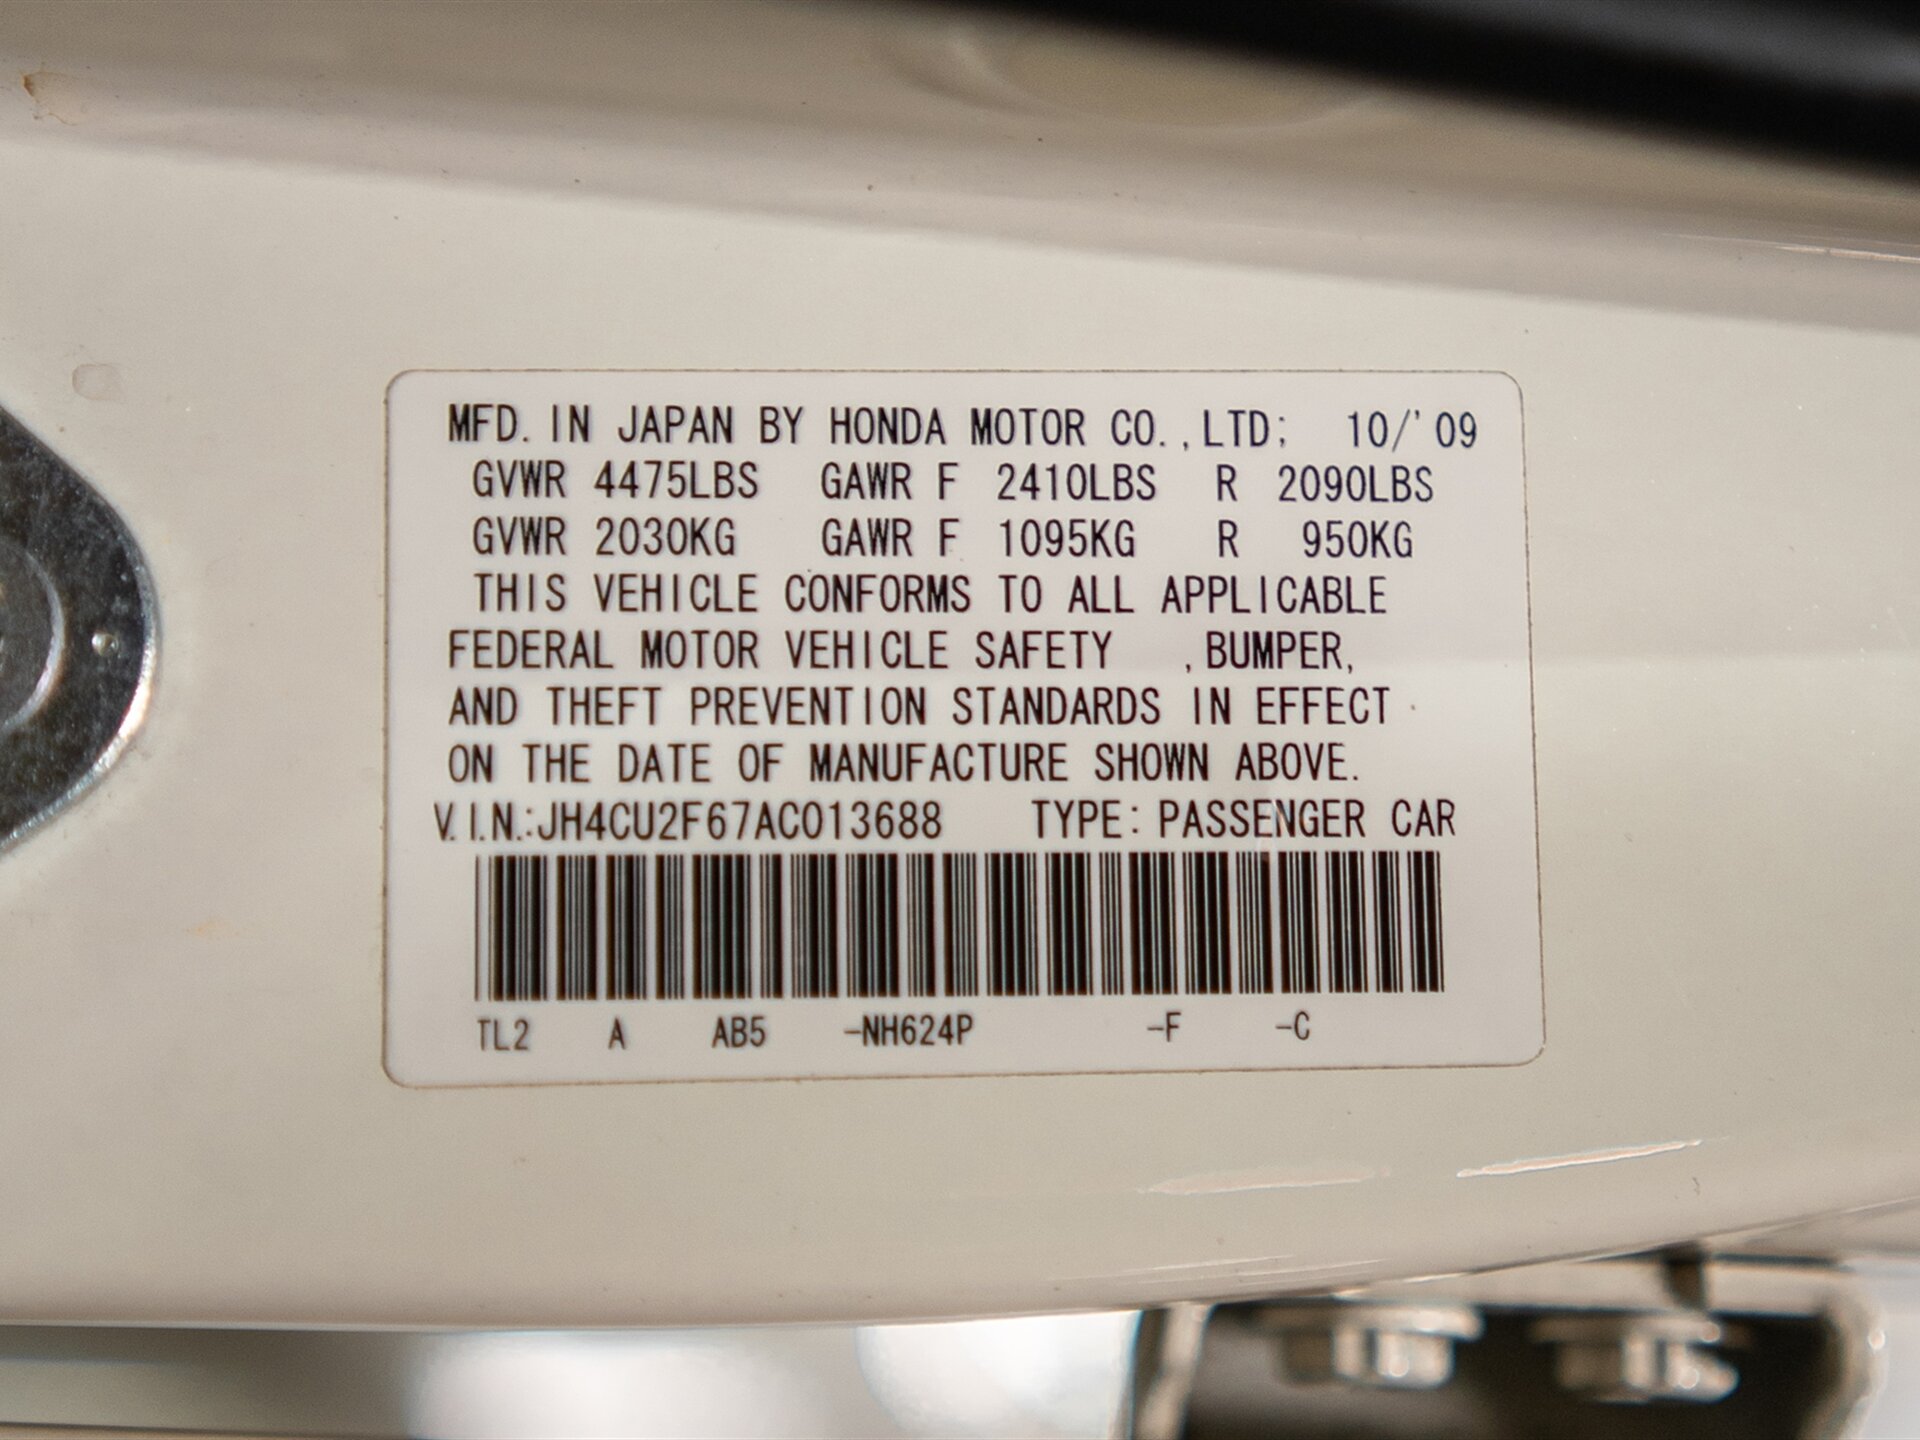 MFD. IN JAPAN BY HONDA MOTOR CO., LTD; 10/'09
GVWR 4475LBS GAWR F 2410LBS R 2090LBS
GVWR 2030KG GAWR F 1095KG R 950KG
THIS VEHICLE CONFORMS TO ALL APPLICABLE
FEDERAL MOTOR VEHICLE SAFETY , BUMPER,
AND THEFT PREVENTION STANDARDS IN EFFECT
ON THE DATE OF MANUFACTURE SHOWN ABOVE.
V.I.N.:JH4CU2F67AC013688 TYPE: PASSENGER CAR
TL2 A AB5 -NH624P -F -C